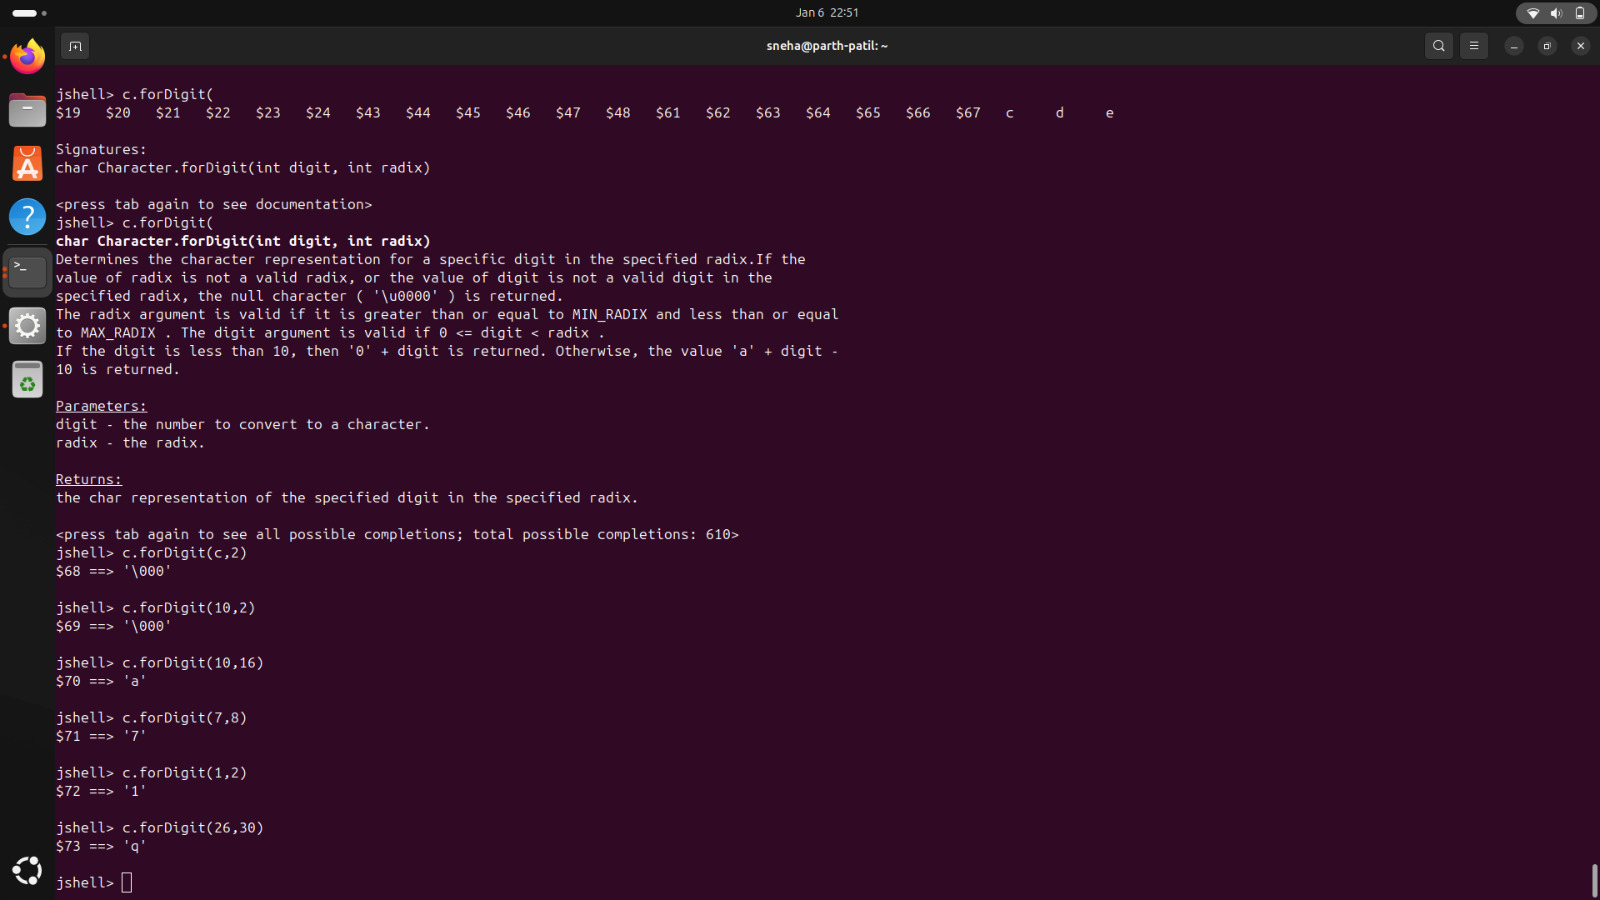 Jan 6 22:51
sneha@parth-patil: ~
jshell> c.forDigit(
$19 $20 $21 $22 $23 $24 $43 $44 $45 $46 $47 $48 $61 $62 $63 $64 $65 $66 $67 c d e
Signatures:
char Character.forDigit(int digit, int radix)
<press tab again to see documentation>
jshell> c.forDigit(
char Character.forDigit(int digit, int radix)
Determines the character representation for a specific digit in the specified radix.If the
value of radix is not a valid radix, or the value of digit is not a valid digit in the
specified radix, the null character ( '\u0000' ) is returned.
The radix argument is valid if it is greater than or equal to MIN_RADIX and less than or equal
to MAX_RADIX . The digit argument is valid if 0 <= digit < radix .
If the digit is less than 10, then '0' + digit is returned. Otherwise, the value 'a' + digit -
10 is returned.
Parameters:
digit - the number to convert to a character.
radix - the radix.
Returns:
the char representation of the specified digit in the specified radix.
<press tab again to see all possible completions; total possible completions: 610>
jshell> c.forDigit(c,2)
$68 ==> '\000'
jshell> c.forDigit(10,2)
$69 ==> '\000'
jshell> c.forDigit(10,16)
$70 ==> 'a'
jshell> c.forDigit(7,8)
$71 ==> '7'
jshell> c.forDigit(1,2)
$72 ==> '1'
jshell> c.forDigit(26,30)
$73 ==> 'q'
jshell>